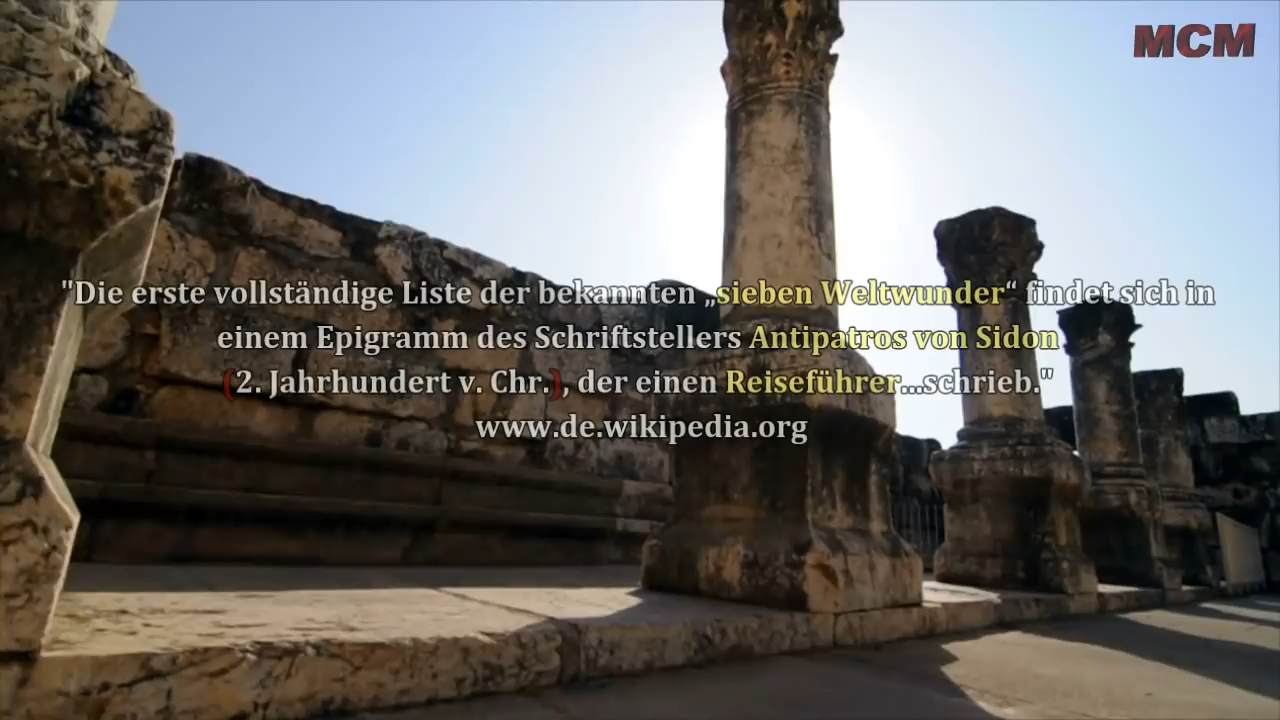 MCM
"Die erste vollständige Liste der bekannten „sieben Weltwunder“ findet sich in
einem Epigramm des Schriftstellers Antipatros von Sidon
(2. Jahrhundert v. Chr.), der einen Reiseführer...schrieb."
www.de.wikipedia.org